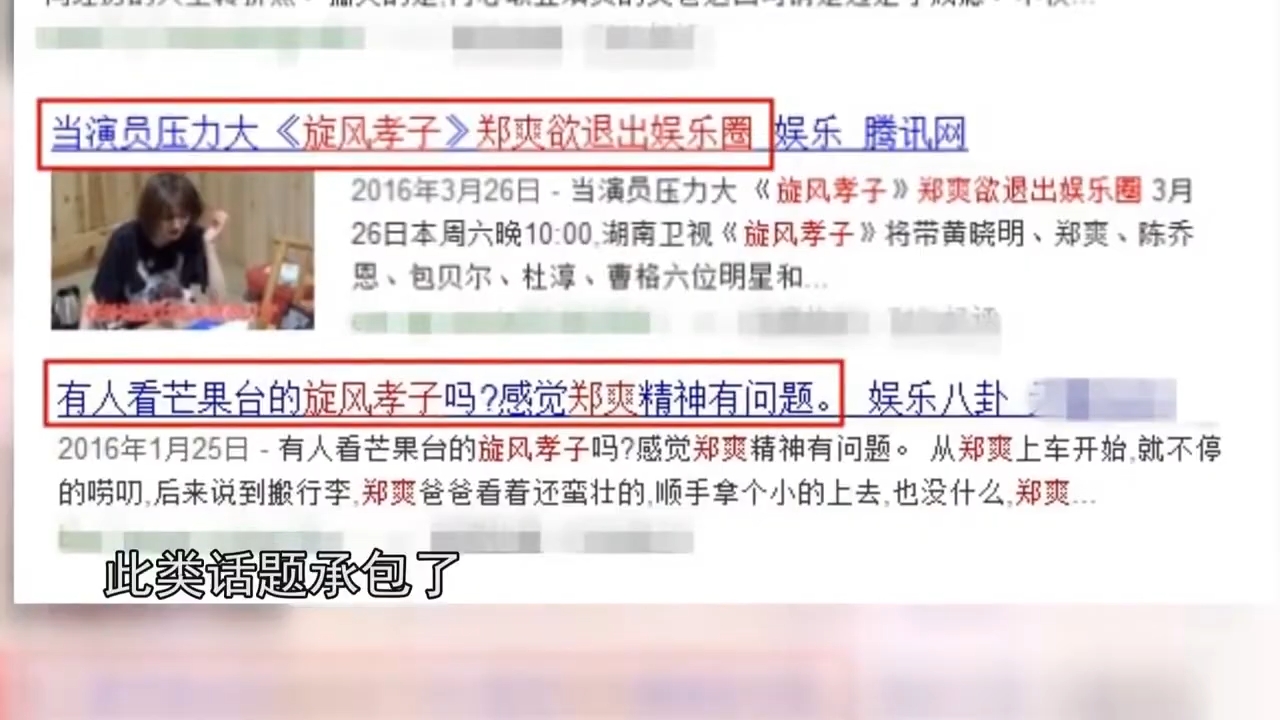 当演员压力大《旋风孝子》郑爽欲退出娱乐圈_娱乐_腾讯网
2016年3月26日 - 当演员压力大《旋风孝子》郑爽欲退出娱乐圈 3月
26日本周六晚10:00,湖南卫视《旋风孝子》将带黄晓明、郑爽、陈乔
恩、包贝尔、杜淳、曹格六位明星和...
有人看芒果台的旋风孝子吗?感觉郑爽精神有问题。_娱乐八卦_
2016年1月25日 - 有人看芒果台的旋风孝子吗?感觉郑爽精神有问题。 从郑爽上车开始,就不停
的唠叨,后来说到搬行李,郑爽爸爸看着还蛮壮的,顺手拿个小的上去,也没什么,郑爽...
此类话题承包了